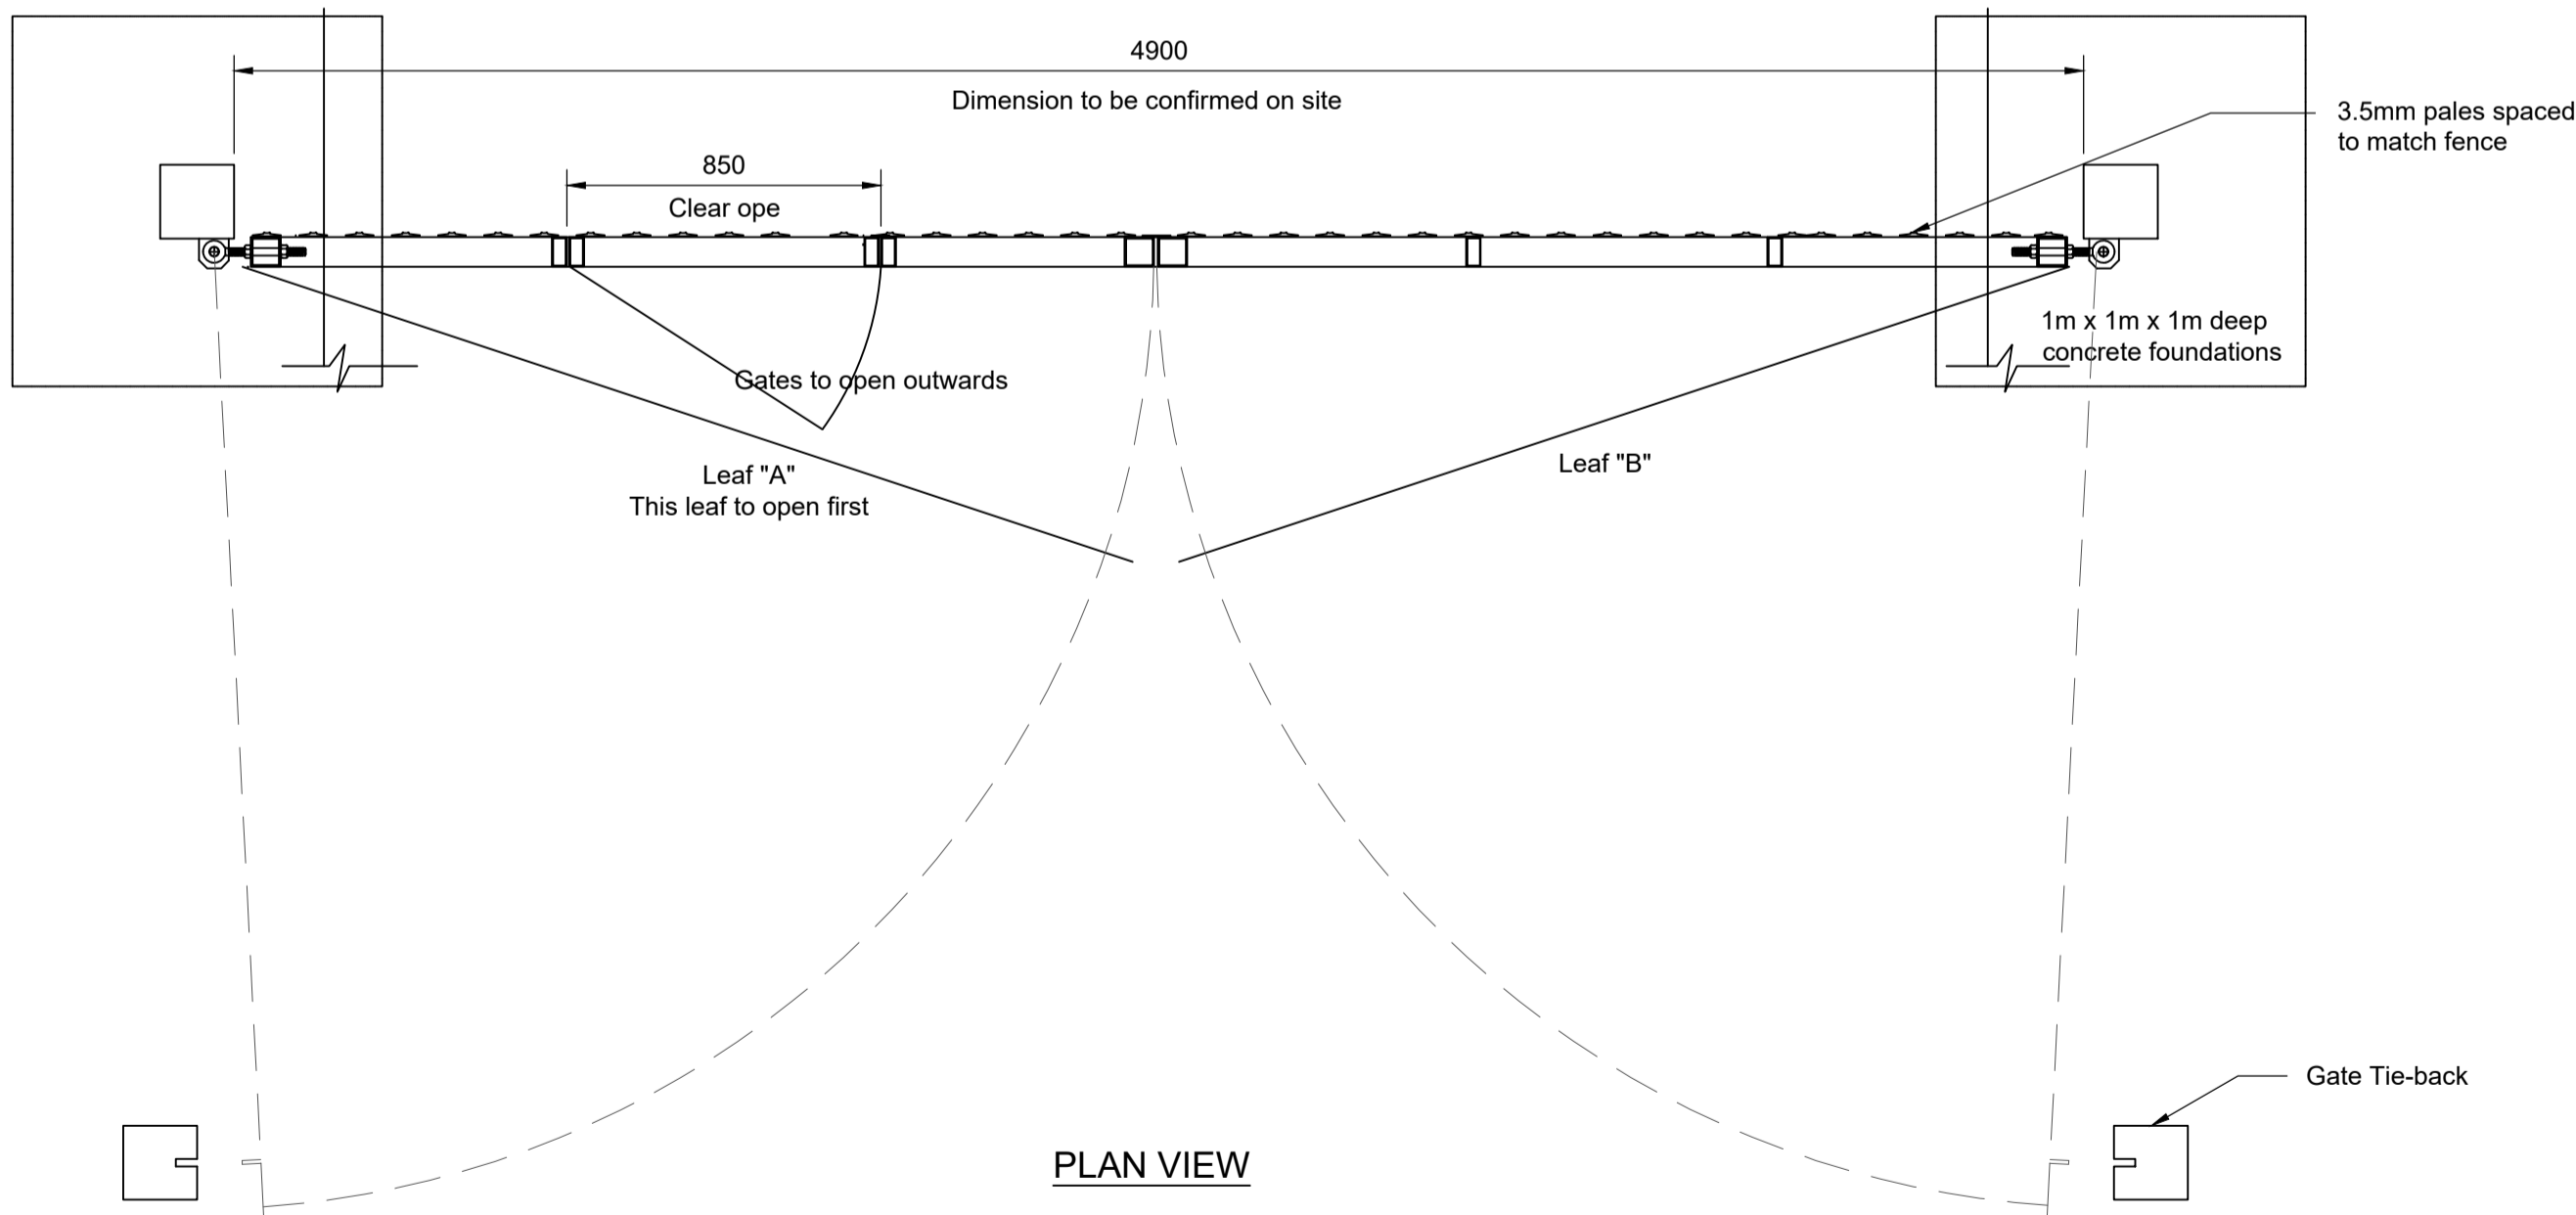 4900
Dimension to be confirmed on site
3.5mm pales spaced
to match fence
850
Clear ope
1m x 1m x 1m deep
concrete foundations
Gates to open outwards
Leaf "A"
This leaf to open first
Leaf "B"
Gate Tie-back
PLAN VIEW